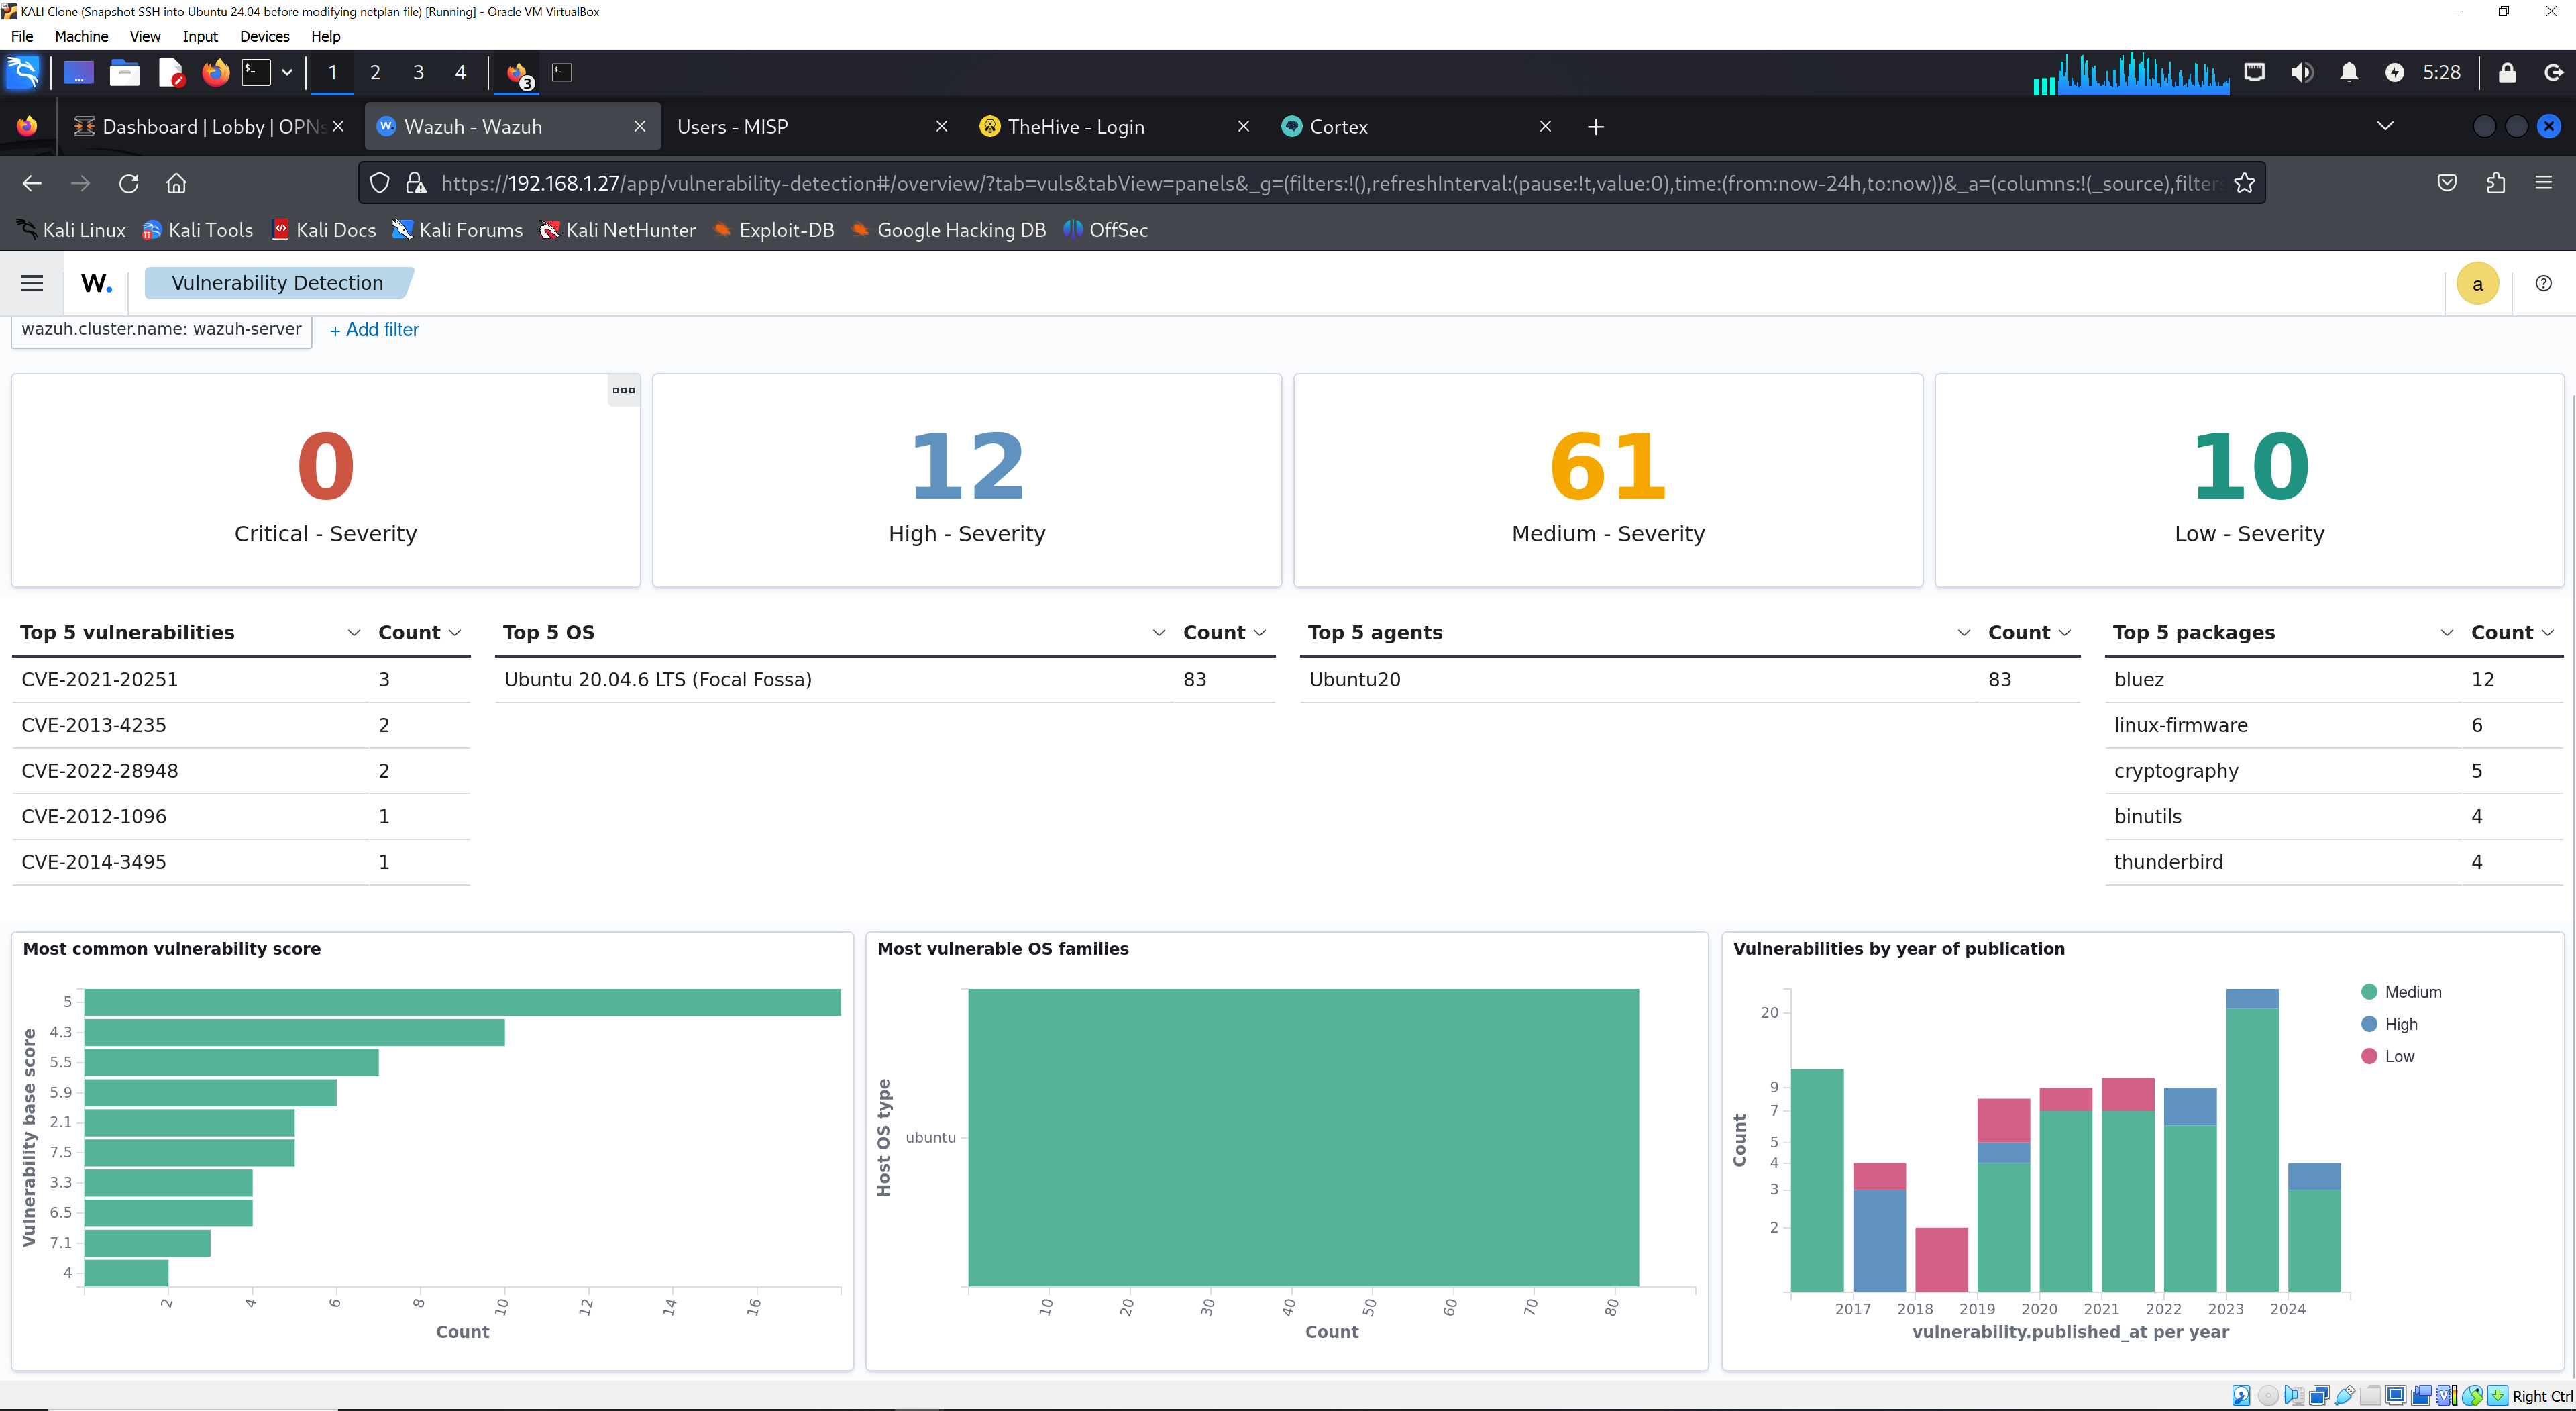 KALI Clone (Snapshot SSH into Ubuntu 24.04 before modifying netplan file) [Running] - Oracle VM VirtualBox
File Machine View Input Devices Help
1 2 3 4 3 5:28
Dashboard | Lobby | OPNs Wazuh - Wazuh Users - MISP TheHive - Login Cortex
https://192.168.1.27/app/vulnerability-detection#/overview/?tab=vuls&tabView=panels&_g=(filters:!(),refreshInterval:(pause:!t,value:0),time:(from:now-24h,to:now))&_a=(columns:!(_source),filters
Kali Linux Kali Tools Kali Docs Kali Forums Kali NetHunter Exploit-DB Google Hacking DB OffSec
W. Vulnerability Detection a
wazuh.cluster.name: wazuh-server + Add filter
0 12 61 10
Critical - Severity High - Severity Medium - Severity Low - Severity
Top 5 vulnerabilities Count Top 5 OS Count Top 5 agents Count Top 5 packages Count
CVE-2021-20251 3 Ubuntu 20.04.6 LTS (Focal Fossa) 83 Ubuntu20 83 bluez 12
CVE-2013-4235 2 linux-firmware 6
CVE-2022-28948 2 cryptography 5
CVE-2012-1096 1 binutils 4
CVE-2014-3495 1 thunderbird 4
Most common vulnerability score
Vulnerability base score
5
4.3
5.5
5.9
2.1
7.5
3.3
6.5
7.1
4
2 4 6 8 10 12 14 16
Count
Most vulnerable OS families
Host OS type
ubuntu
10 20 30 40 50 60 70 80
Count
Vulnerabilities by year of publication
Count
20
9
7
5
4
3
2
2017 2018 2019 2020 2021 2022 2023 2024
vulnerability.published_at per year
Medium
High
Low
Right Ctrl